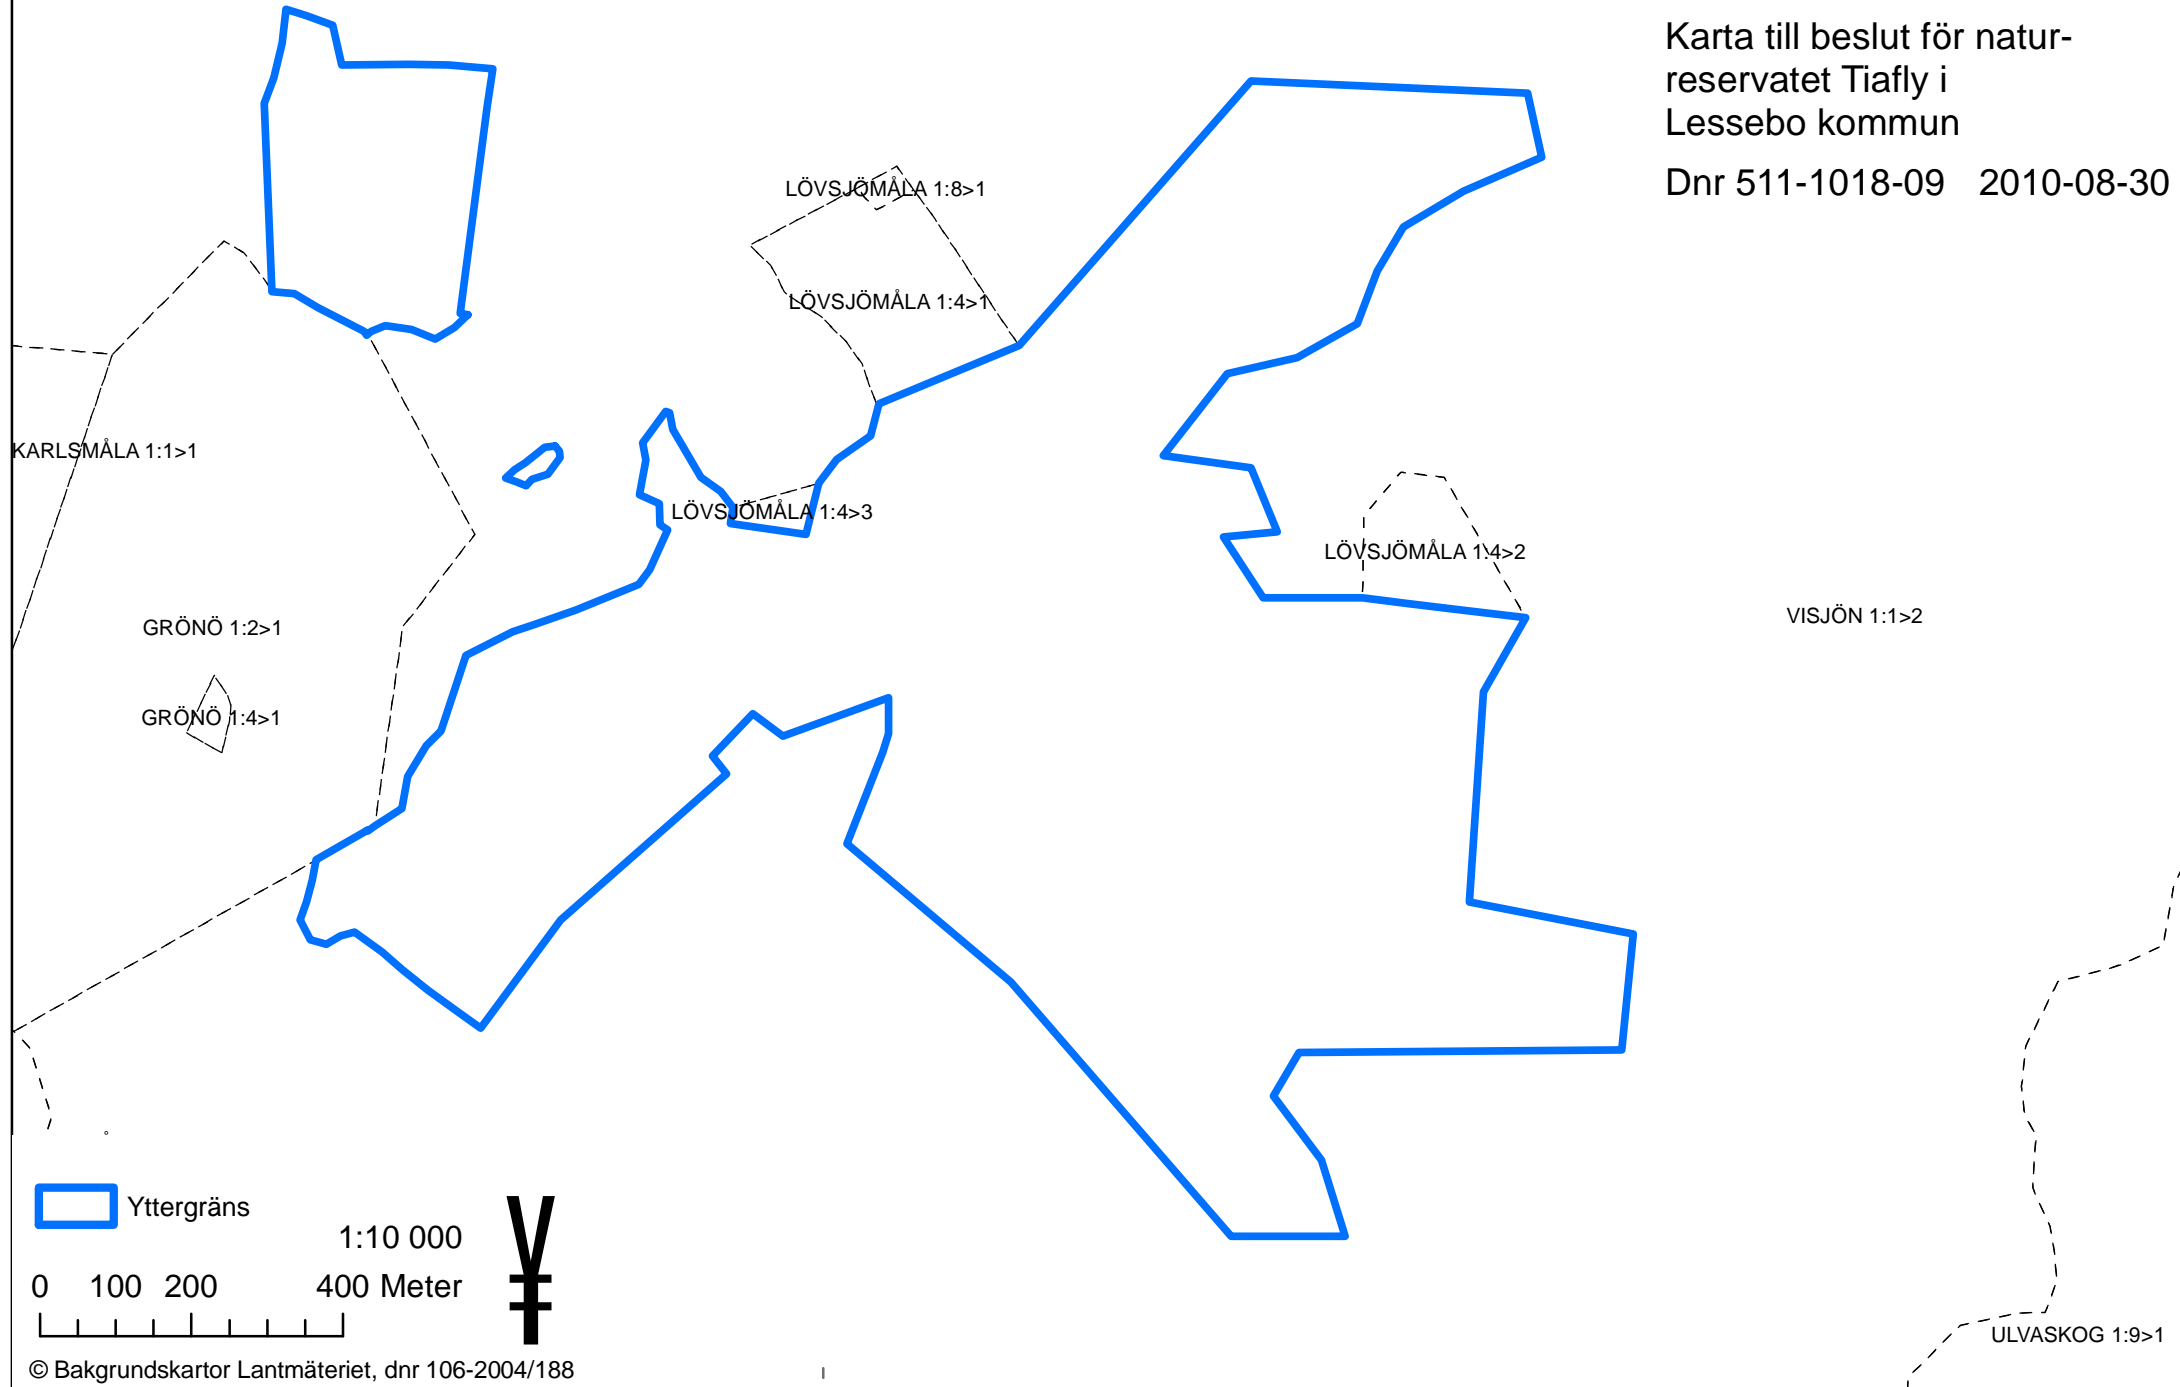 Karta till beslut för natur-
reservatet Tiafly i
Lessebo kommun
Dnr 511-1018-09 2010-08-30
LÖVSJÖMÅLA 1:8>1
LÖVSJÖMÅLA 1:4>1
KARLSMÅLA 1:1>1
LÖVSJÖMÅLA 1:4>3
LÖVSJÖMÅLA 1:4>2
VISJÖN 1:1>2
GRÖNÖ 1:2>1
GRÖNÖ 1:4>1
Yttergräns
1:10 000
0 100 200 400 Meter
¥
ULVASKOG 1:9>1
© Bakgrundskartor Lantmäteriet, dnr 106-2004/188